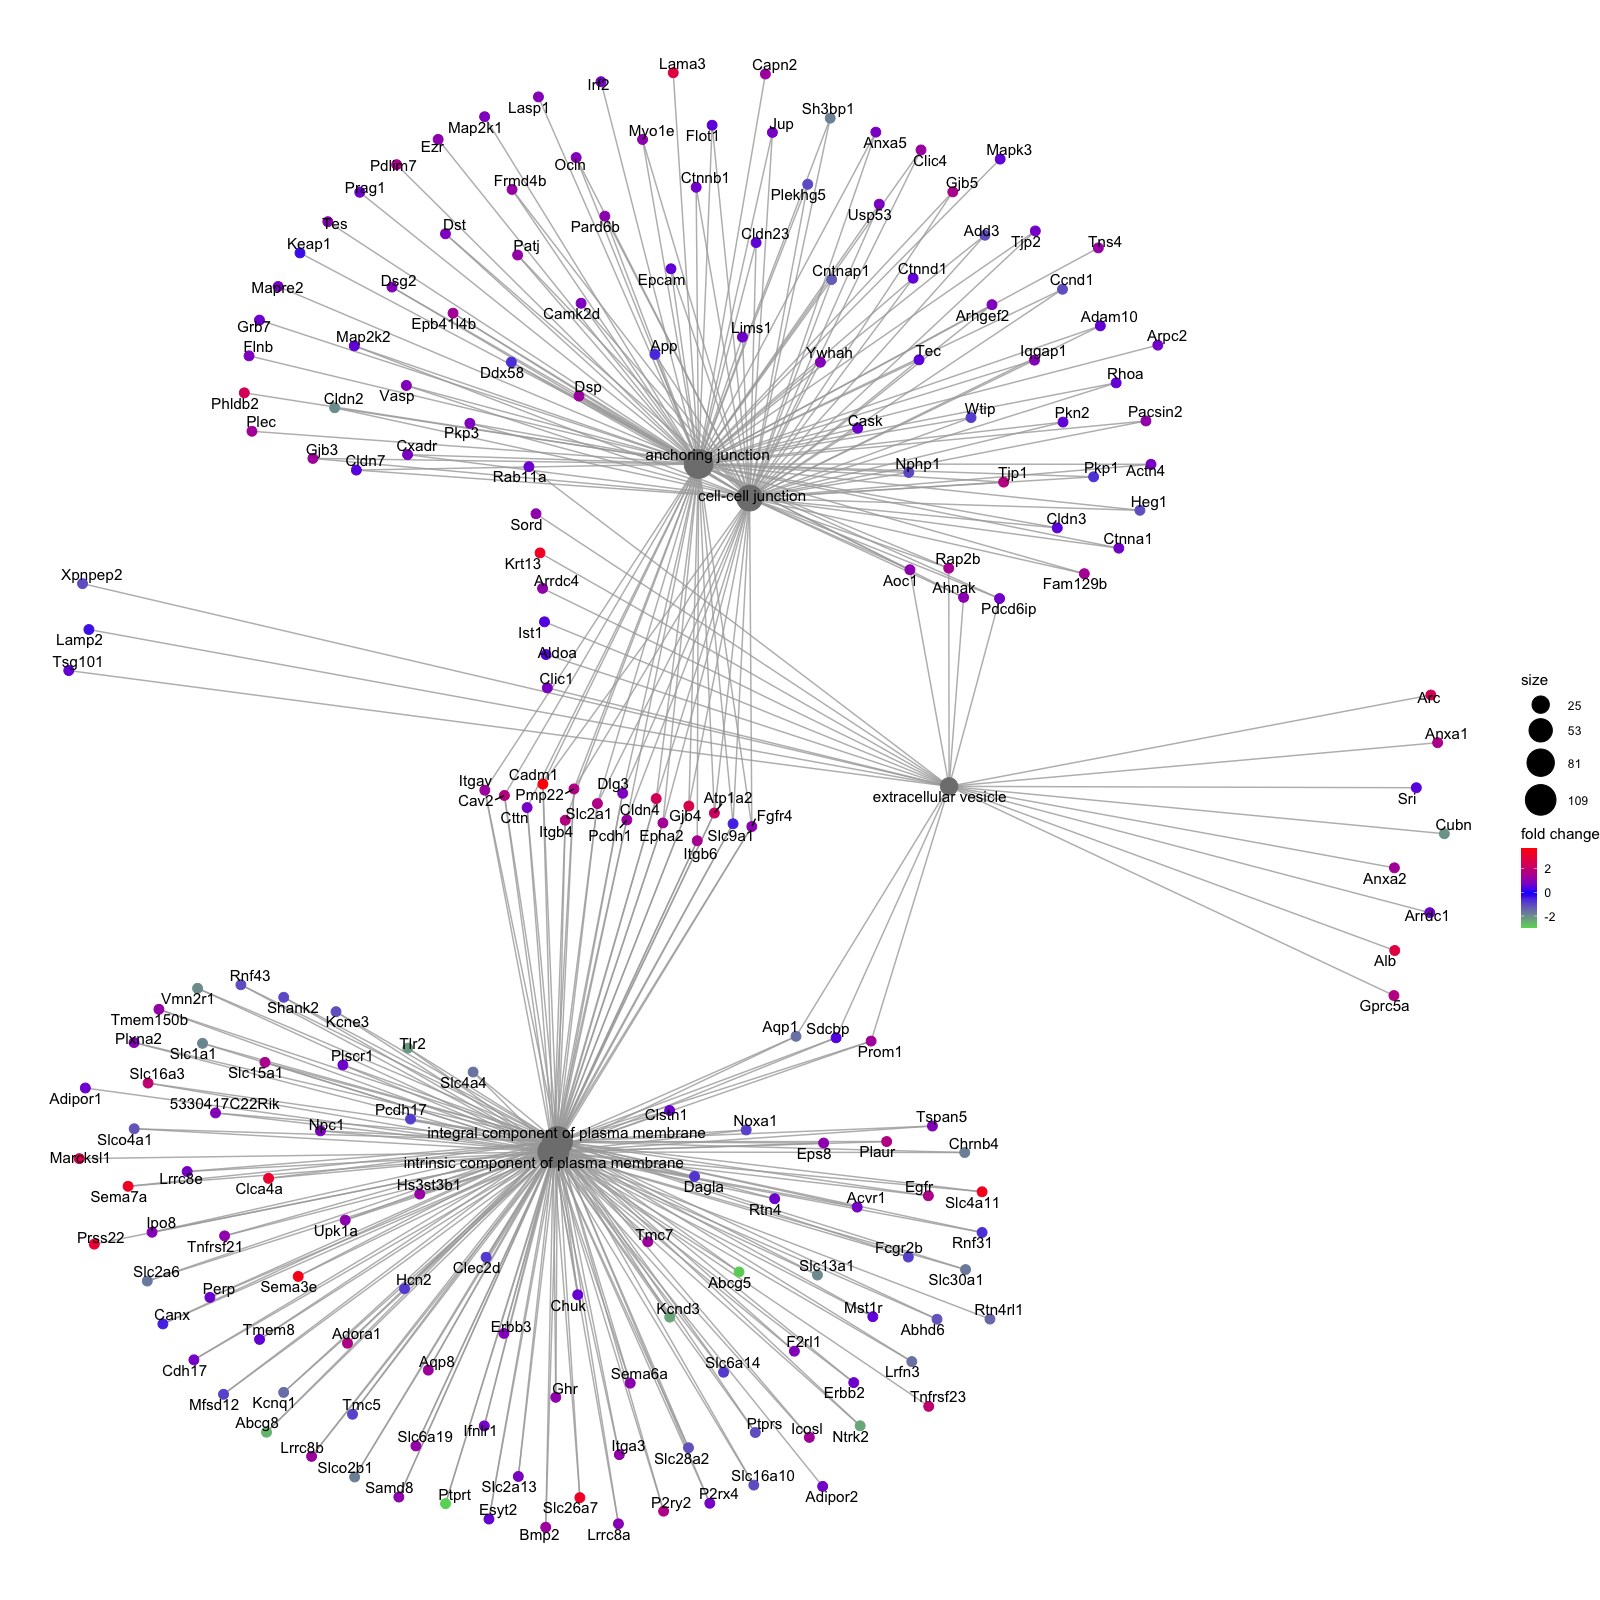 Lama3
Capn2
Irf2
Lasp1
Sh3bp1
Map2k1
Myo1e
Flot1
Jup
Anxa5
Ezr
Clic4
Mapk3
Pdlim7
Ocln
Frmd4b
Ctnnb1
Plekhg5
Gjb5
Prag1
Usp53
Tes
Dst
Pard6b
Cldn23
Add3
Tjp2
Tns4
Keap1
Patj
Epcam
Cntnap1
Ctnnd1
Ccnd1
Mapre2
Dsg2
Camk2d
Arhgef2
Adam10
Grb7
Epb41l4b
Map2k2
Lims1
Arpc2
Flnb
App
Ywhah
Tec
Iqgap1
Ddx58
Rhoa
Phldb2
Cldn2
Vasp
Dsp
Plec
Pkp3
Cask
Wtip
Pkn2
Pacsin2
Gjb3
Cldn7
Cxadr
anchoring junction
Rab11a
Nphp1
Tjp1
Pkp1
Actn4
cell-cell junction
Heg1
Sord
Cldn3
Ctnna1
Krt13
Rap2b
Xpnpep2
Arrdc4
Aoc1
Ahnak
Fam129b
Pdcd6ip
Lamp2
Ist1
Tsg101
Aldoa
Clic1
Arc
Anxa1
Itgav
Cadm1
Pmp22
Dlg3
Cav2
Cttn
Slc2a1
Cldn4
Gjb4
Atp1a2
Fgfr4
Itgb4
Pcdh1
Epha2
Slc9a1
Itgb6
extracellular vesicle
Sri
Cubn
Anxa2
Arrdc1
Alb
Gprc5a
size
25
53
81
109
fold change
2
0
-2
Rnf43
Vmn2r1
Shank2
Tmem150b
Kcne3
Plxna2
Slc1a1
Plscr1
Tlr2
Aqp1
Sdcbp
Prom1
Slc16a3
Slc15a1
Slc4a4
Adipor1
5330417C22Rik
Pcdh17
Clstn1
Noxa1
Tspan5
Slco4a1
Npc1
integral component of plasma membrane
Eps8
Plaur
Chrnb4
Marcksl1
intrinsic component of plasma membrane
Sema7a
Lrrc8e
Clca4a
Hs3st3b1
Dagla
Rtn4
Acvr1
Egfr
Slc4a11
Prss22
Ipo8
Tnfrsf21
Upk1a
Tmc7
Fcgr2b
Rnf31
Slc2a6
Perp
Sema3e
Hcn2
Clec2d
Abcg5
Slc13a1
Slc30a1
Canx
Tmem8
Adora1
Chuk
Kcnd3
Mst1r
Abhd6
Rtn4rl1
Erbb3
F2rl1
Cdh17
Aqp8
Sema6a
Slc6a14
Lrfn3
Mfsd12
Kcnq1
Tmc5
Ghr
Erbb2
Tnfrsf23
Abcg8
Slc6a19
Ifnlr1
Ptprs
Icosl
Ntrk2
Lrrc8b
Slco2b1
Itga3
Slc28a2
Slc16a10
Samd8
Ptprt
Slc2a13
Esyt2
Slc26a7
P2ry2
P2rx4
Adipor2
Bmp2
Lrrc8a